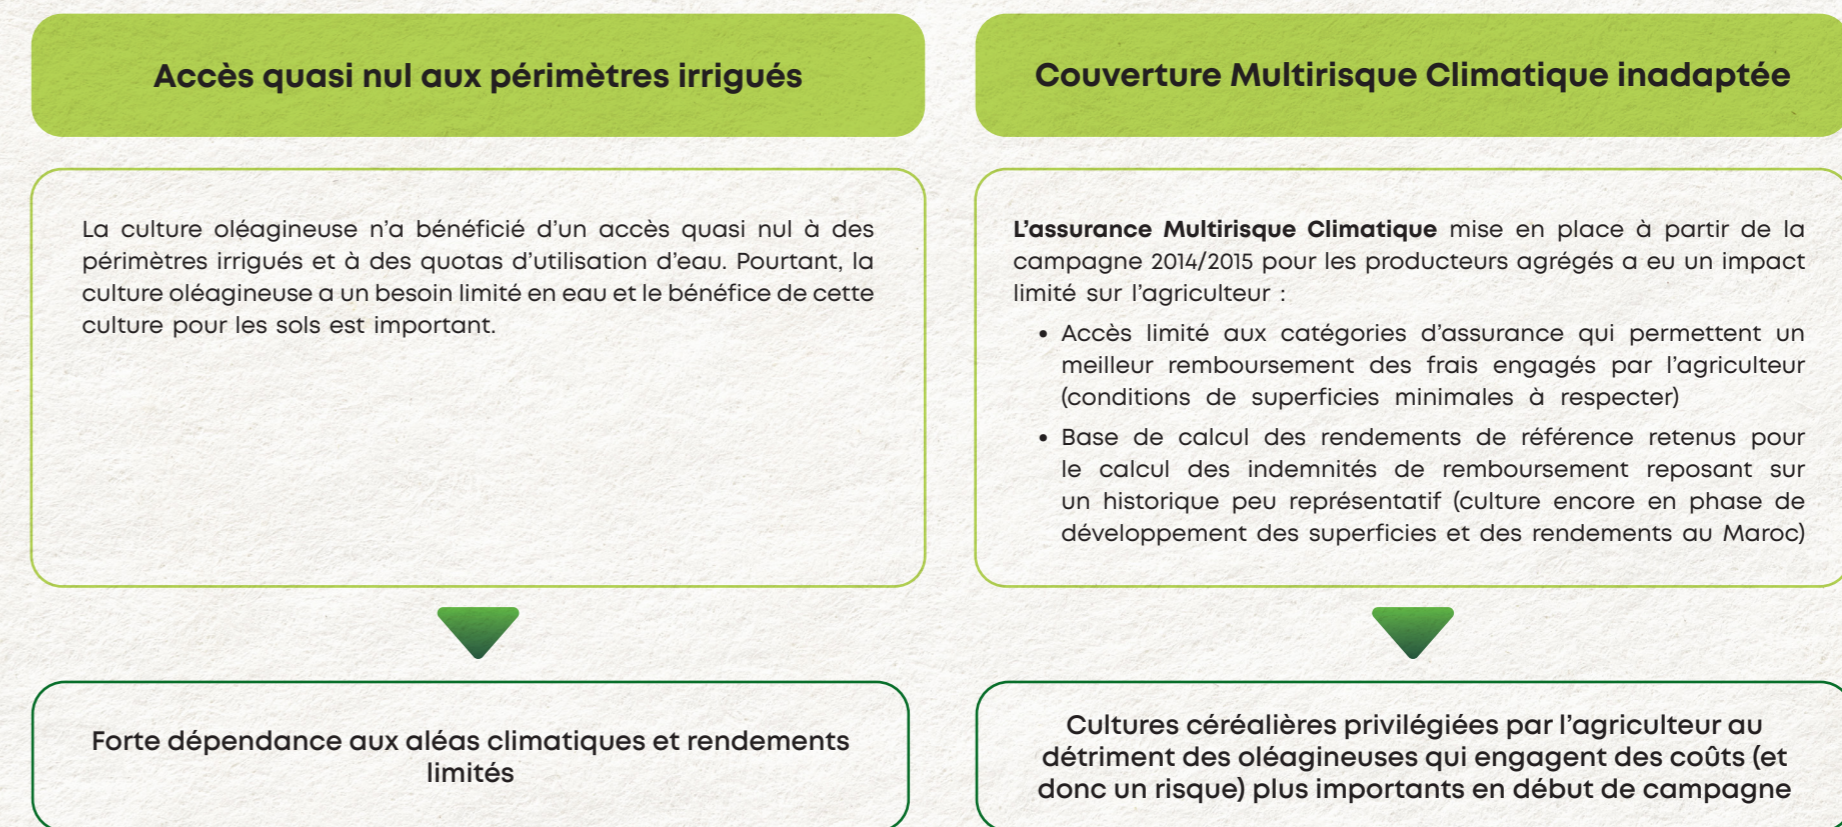 Accès quasi nul aux périmètres irrigués
La culture oléagineuse n'a bénéficié d'un accès quasi nul à des
périmètres irrigués et à des quotas d'utilisation d'eau. Pourtant, la
culture oléagineuse a un besoin limité en eau et le bénéfice de cette
culture pour les sols est important.
Forte dépendance aux aléas climatiques et rendements
limités
Couverture Multirisque Climatique inadaptée
L'assurance Multirisque Climatique mise en place à partir de la
campagne 2014/2015 pour les producteurs agrégés a eu un impact
limité sur l'agriculteur :
• Accès limité aux catégories d'assurance qui permettent un
meilleur remboursement des frais engagés par l'agriculteur
(conditions de superficies minimales à respecter)
• Base de calcul des rendements de référence retenus pour
le calcul des indemnités de remboursement reposant sur
un historique peu représentatif (culture encore en phase de
développement des superficies et des rendements au Maroc)
Cultures céréalières privilégiées par l'agriculteur au
détriment des oléagineuses qui engagent des coûts (et
donc un risque) plus importants en début de campagne